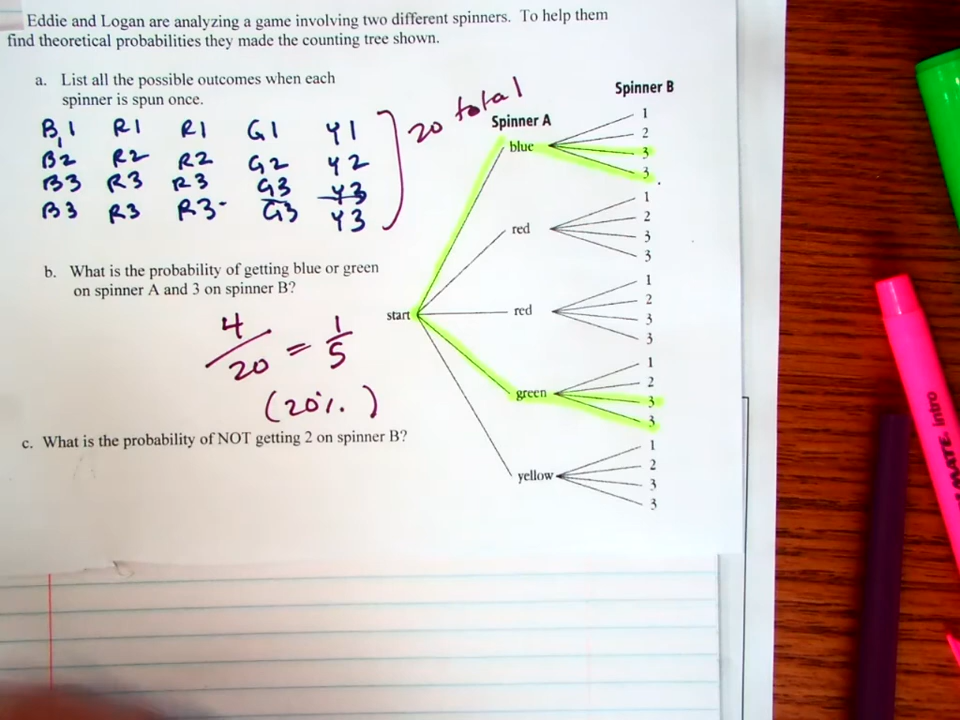 Eddie and Logan are analyzing a game involving two different spinners. To help them
find theoretical probabilities they made the counting tree shown.
a. List all the possible outcomes when each
spinner is spun once.
B,1 R1 R1 G1 Y1
B2 R2 R2 G2 Y2
B3 R3 R3 G3 Y3
B3 R3 R3 G3 Y3
20 total
b. What is the probability of getting blue or green
on spinner A and 3 on spinner B?
4/20 = 1/5
(20%)
c. What is the probability of NOT getting 2 on spinner B?
Spinner A
Spinner B
start
blue
1
2
3
3
red
1
2
3
3
red
1
2
3
3
green
1
2
3
3
yellow
1
2
3
3
intro